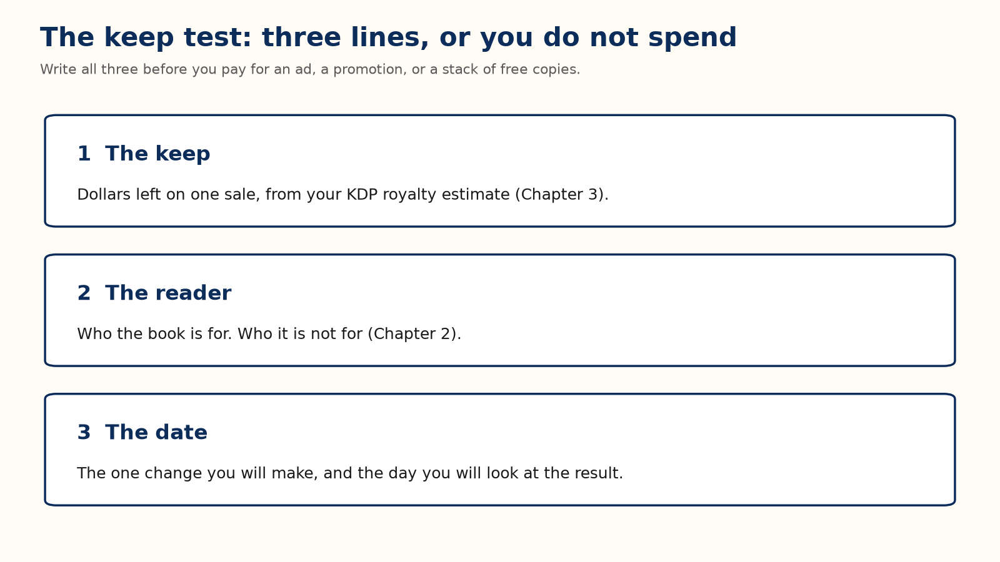 The keep test: three lines, or you do not spend
Write all three before you pay for an ad, a promotion, or a stack of free copies.
1 The keep
Dollars left on one sale, from your KDP royalty estimate (Chapter 3).
2 The reader
Who the book is for. Who it is not for (Chapter 2).
3 The date
The one change you will make, and the day you will look at the result.